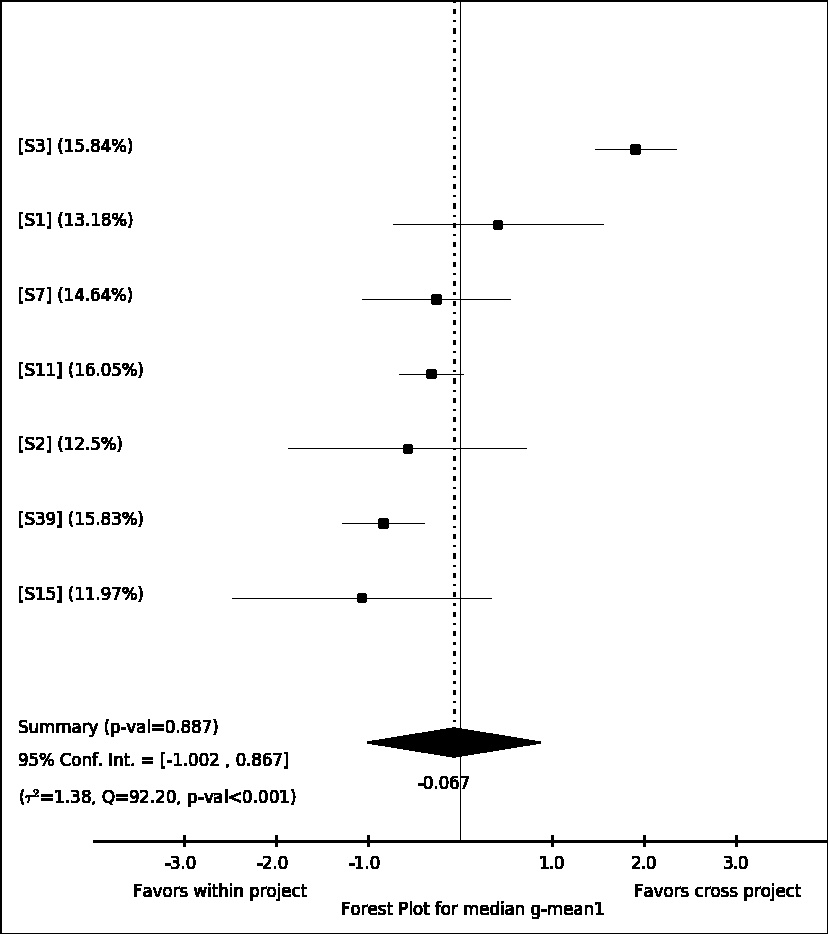 [S3] (15.84%)
[S1] (13.18%)
[S7] (14.64%)
[S11] (16.05%)
[S2] (12.5%)
[S39] (15.83%)
[S15] (11.97%)
Summary (p-val=0.887)
95% Conf. Int. = [-1.002 , 0.867]
-0.067
(τ²=1.38, Q=92.20, p-val<0.001)
-3.0 -2.0 -1.0 1.0 2.0 3.0
Favors within project Favors cross project
Forest Plot for median g-mean1